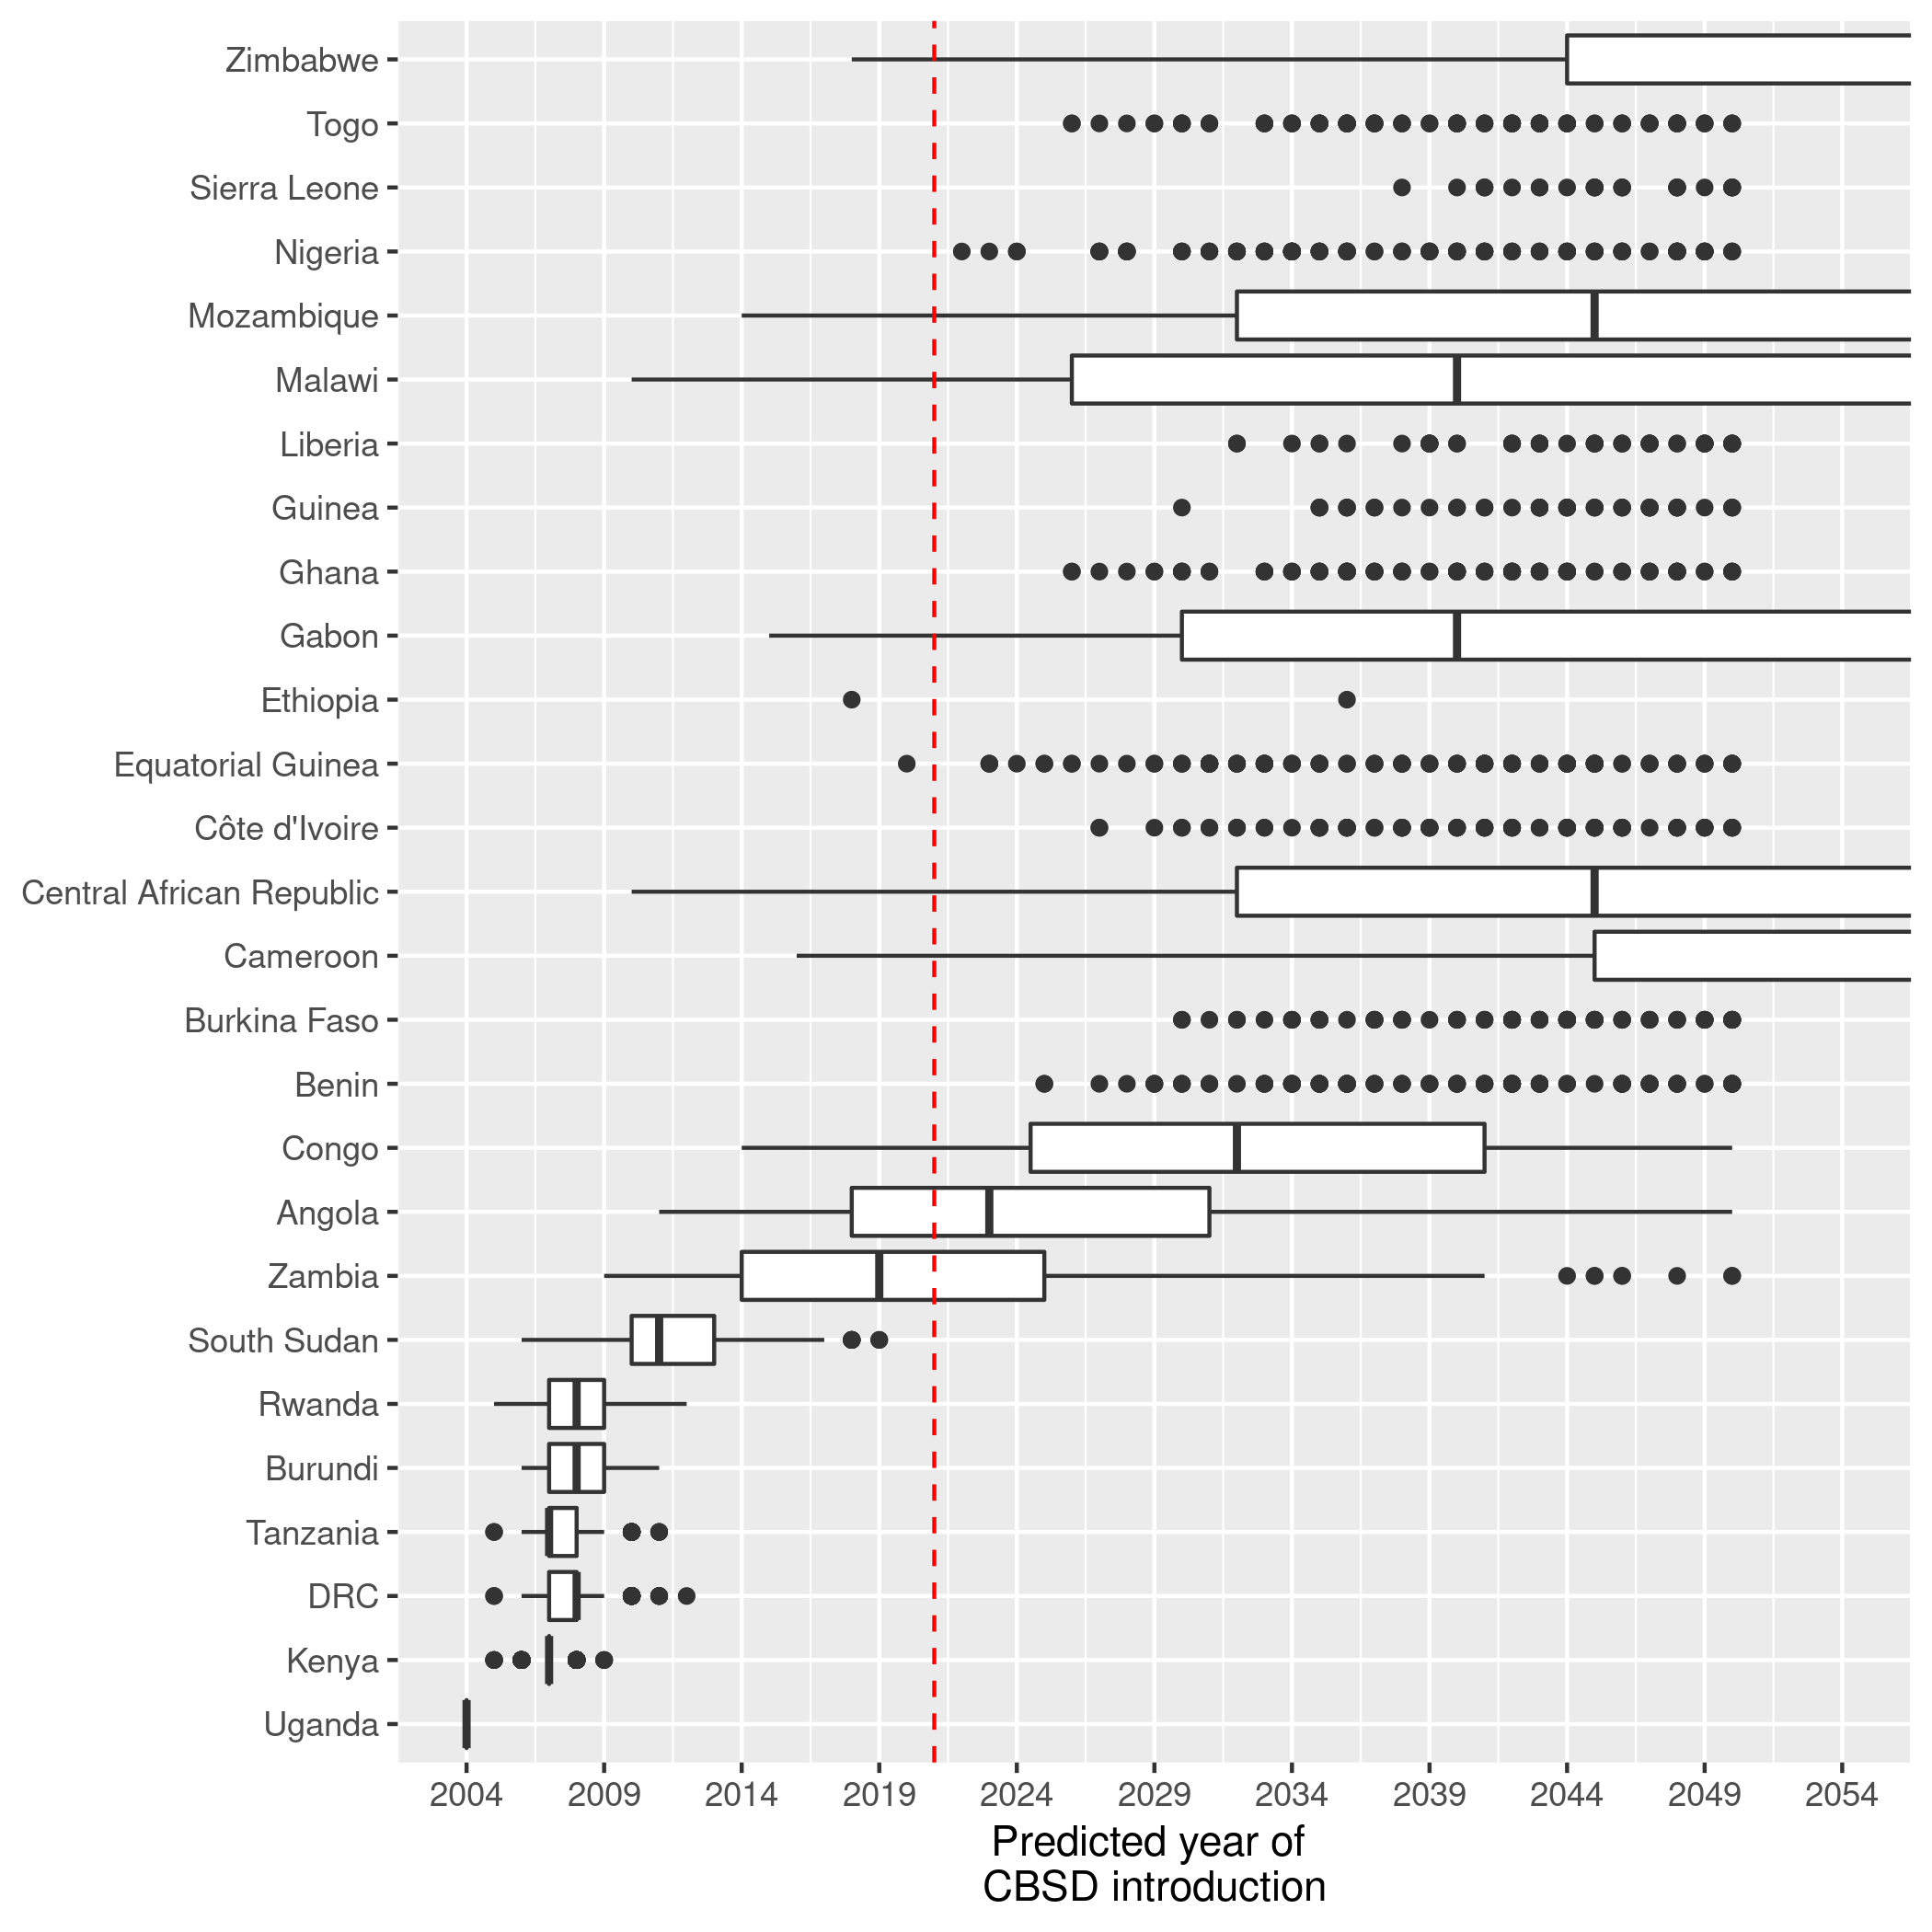 Zimbabwe
Togo
Sierra Leone
Nigeria
Mozambique
Malawi
Liberia
Guinea
Ghana
Gabon
Ethiopia
Equatorial Guinea
Côte d'Ivoire
Central African Republic
Cameroon
Burkina Faso
Benin
Congo
Angola
Zambia
South Sudan
Rwanda
Burundi
Tanzania
DRC
Kenya
Uganda
2004 2009 2014 2019 2024 2029 2034 2039 2044 2049 2054
Predicted year of
CBSD introduction